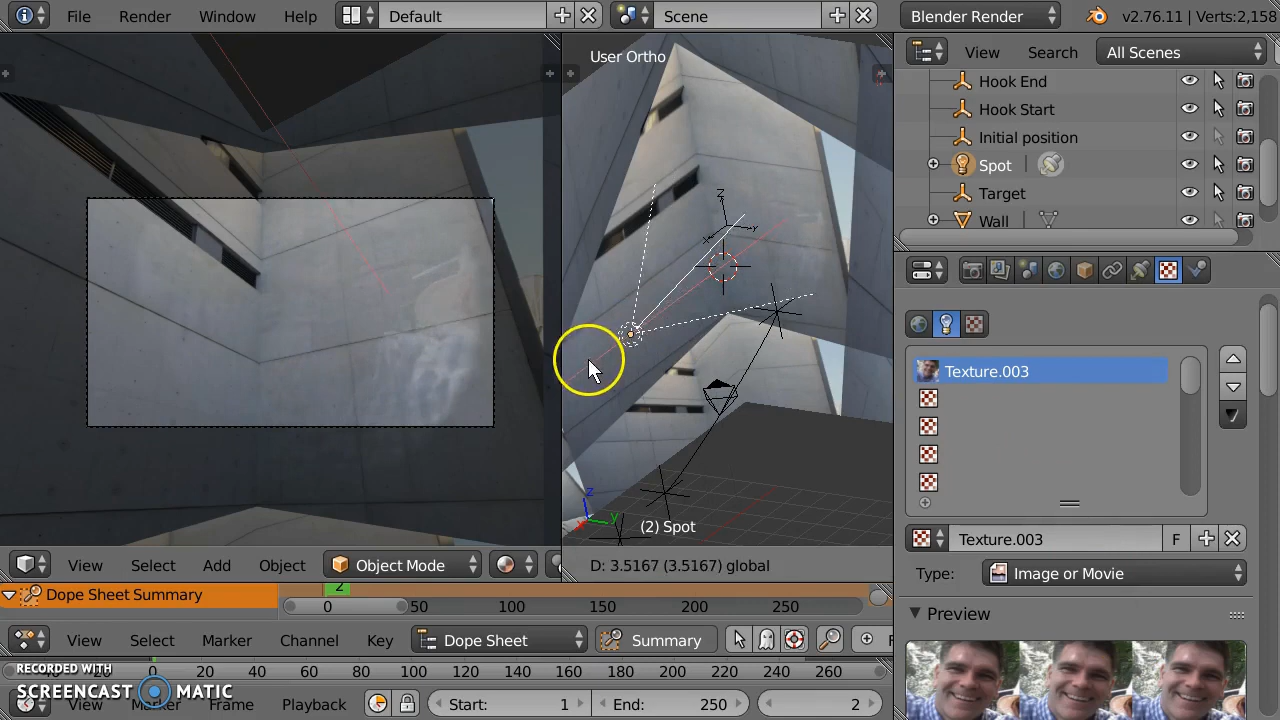 File Render Window Help Default Scene Blender Render v2.76.11 | Verts:2,158
User Ortho
View Search All Scenes
Hook End
Hook Start
Initial position
Spot
Target
Wall
Z
Y
X
Texture.003
Z
Y
X
(2) Spot
Texture.003 F
View Select Add Object Object Mode D: 3.5167 (3.5167) global Type: Image or Movie
Dope Sheet Summary 2
0 50 100 150 200 250
Preview
View Select Marker Channel Key Dope Sheet Summary F
RECORDED WITH
0 20 40 60 80 100 120 140 160 180 200 220 240 260
SCREENCAST MATIC
View Marker Frame Playback Start: 1 End: 250 2